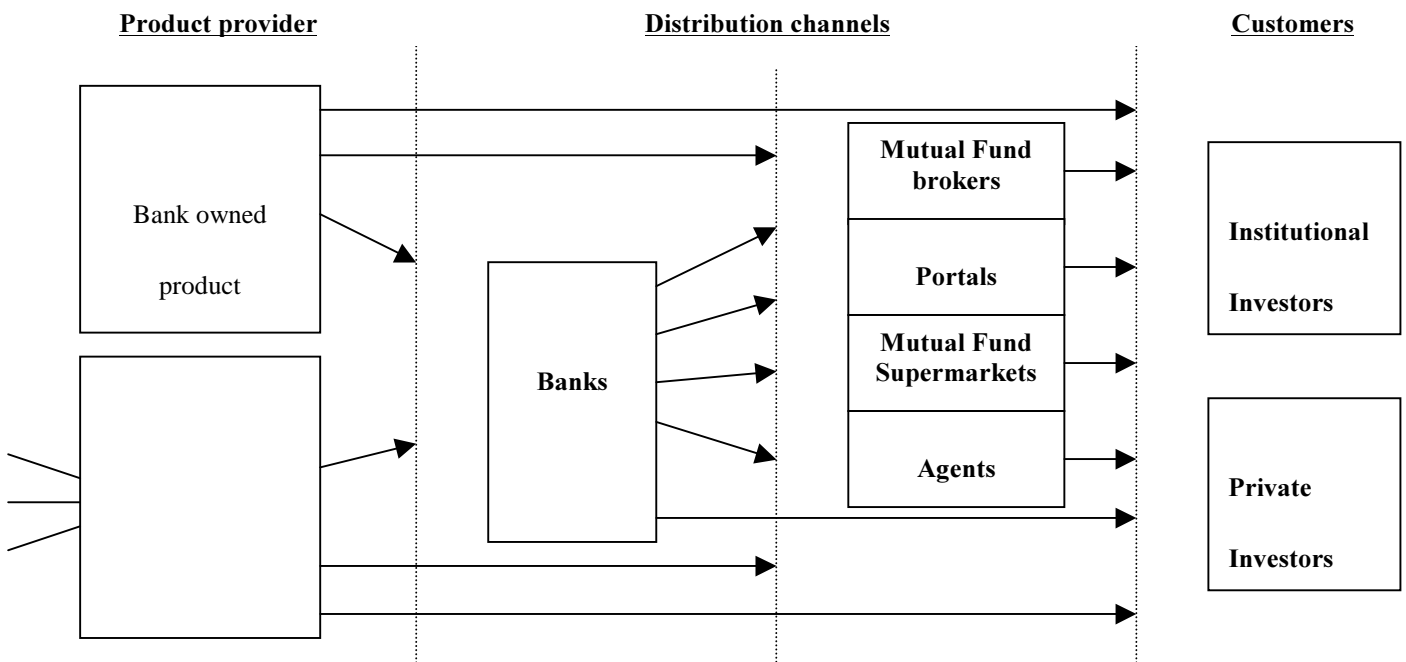 Product provider
Distribution channels
Customers
Bank owned
product
Banks
Mutual Fund
brokers
Portals
Mutual Fund
Supermarkets
Agents
Institutional
Investors
Private
Investors